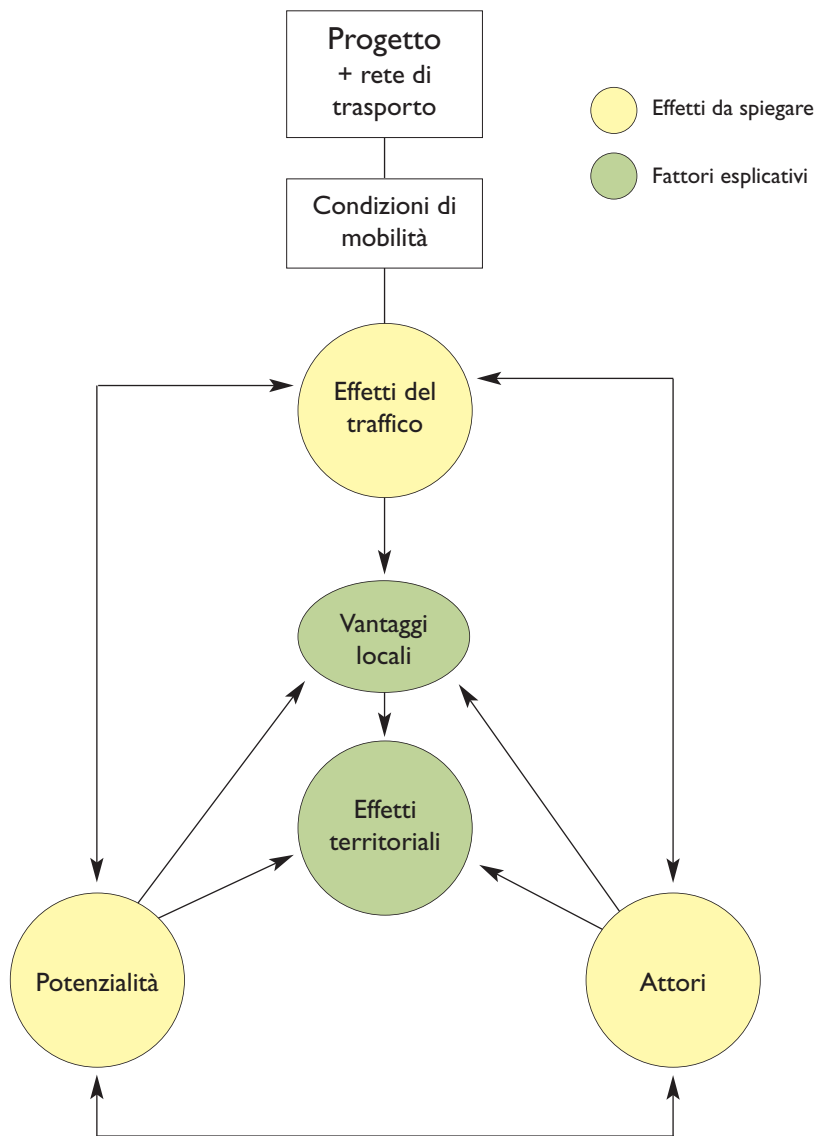 Progetto
+ rete di
trasporto
Effetti da spiegare
Fattori esplicativi
Condizioni di
mobilità
Effetti del
traffico
Vantaggi
locali
Effetti
territoriali
Potenzialità
Attori